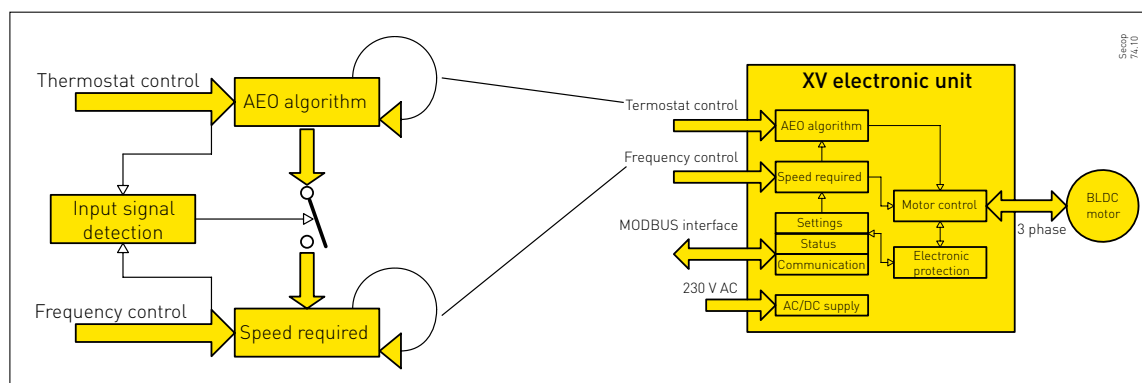 Secop
74.10
Thermostat control
AEO algorithm
Input signal
detection
Frequency control
Speed required
XV electronic unit
Termostat control
AEO algorithm
Frequency control
Speed required
Motor control
BLDC
motor
3 phase
MODBUS interface
Settings
Status
Communication
Electronic
protection
230 V AC
AC/DC supply